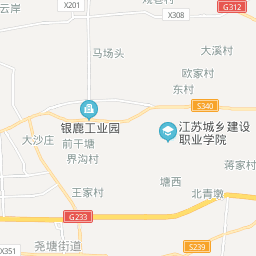 云岸
X201
观巷村
X308
G312
马场头
大溪村
欧家村
东村
S340
银鹿工业园
大沙庄
前干塘
界沟村
江苏城乡建设
职业学院
蒋家村
塘西
王家村
北青墩
G233
尧塘街道
X351
S239